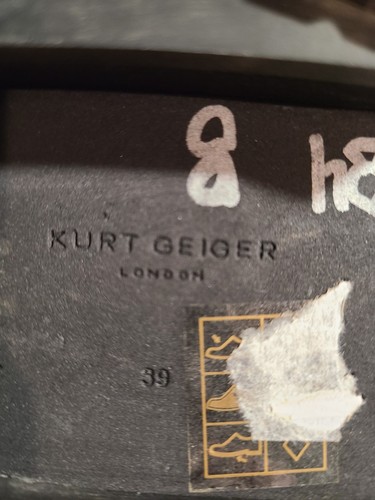 8
KURT GEIGER
LONDON
39